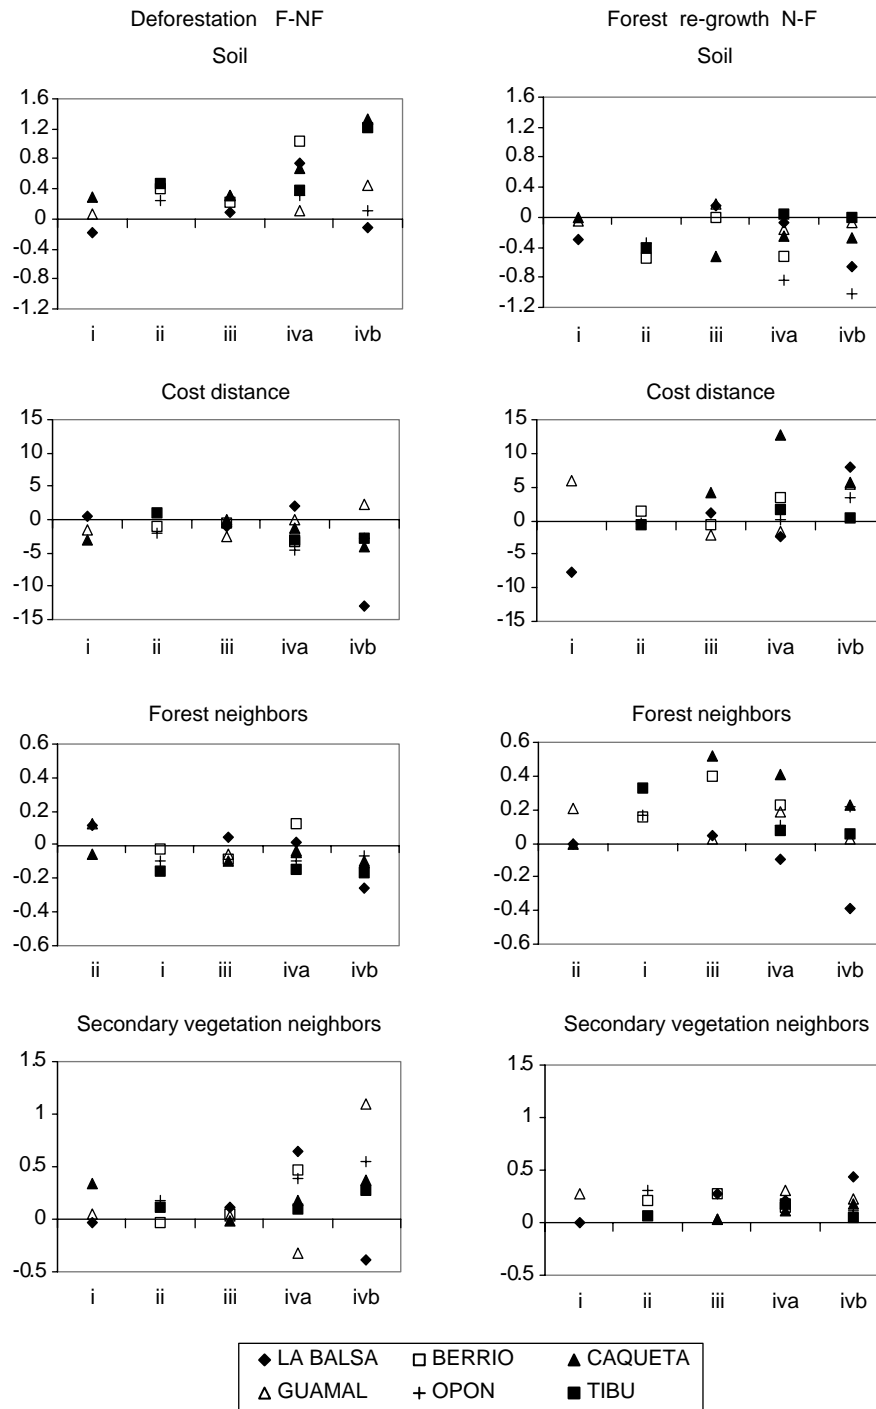 Deforestation F-NF
Forest re-growth N-F
Soil
Soil
1.6
1.2
0.8
0.4
0
-0.4
-0.8
-1.2
i ii iii iva ivb
1.6
1.2
0.8
0.4
0
-0.4
-0.8
-1.2
i ii iii iva ivb
Cost distance
Cost distance
15
10
5
0
-5
-10
-15
i ii iii iva ivb
15
10
5
0
-5
-10
-15
i ii iii iva ivb
Forest neighbors
Forest neighbors
0.6
0.4
0.2
0
-0.2
-0.4
-0.6
ii i iii iva ivb
0.6
0.4
0.2
0
-0.2
-0.4
-0.6
ii i iii iva ivb
Secondary vegetation neighbors
Secondary vegetation neighbors
1.5
1
0.5
0
-0.5
i ii iii iva ivb
1.5
1
0.5
0
-0.5
i ii iii iva ivb
LA BALSA BERRIO CAQUETA
GUAMAL OPON TIBU